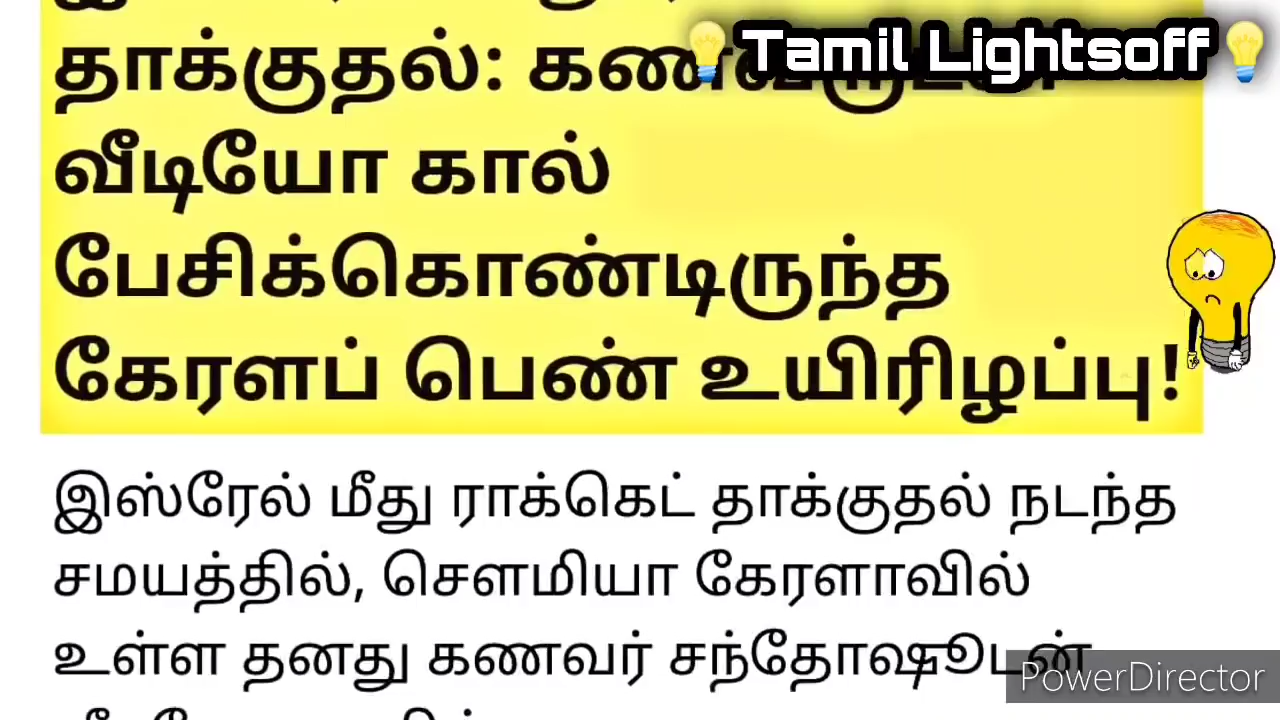 Tamil Lightsoff
தாக்குதல்:
வீடியோ கால்
பேசிக்கொண்டிருந்த
கேரளப் பெண் உயிரிழப்பு!
இஸ்ரேல் மீது ராக்கெட் தாக்குதல் நடந்த
சமயத்தில், சௌமியா கேரளாவில்
உள்ள தனது கணவர் சந்தோஷூடன்
PowerDirector